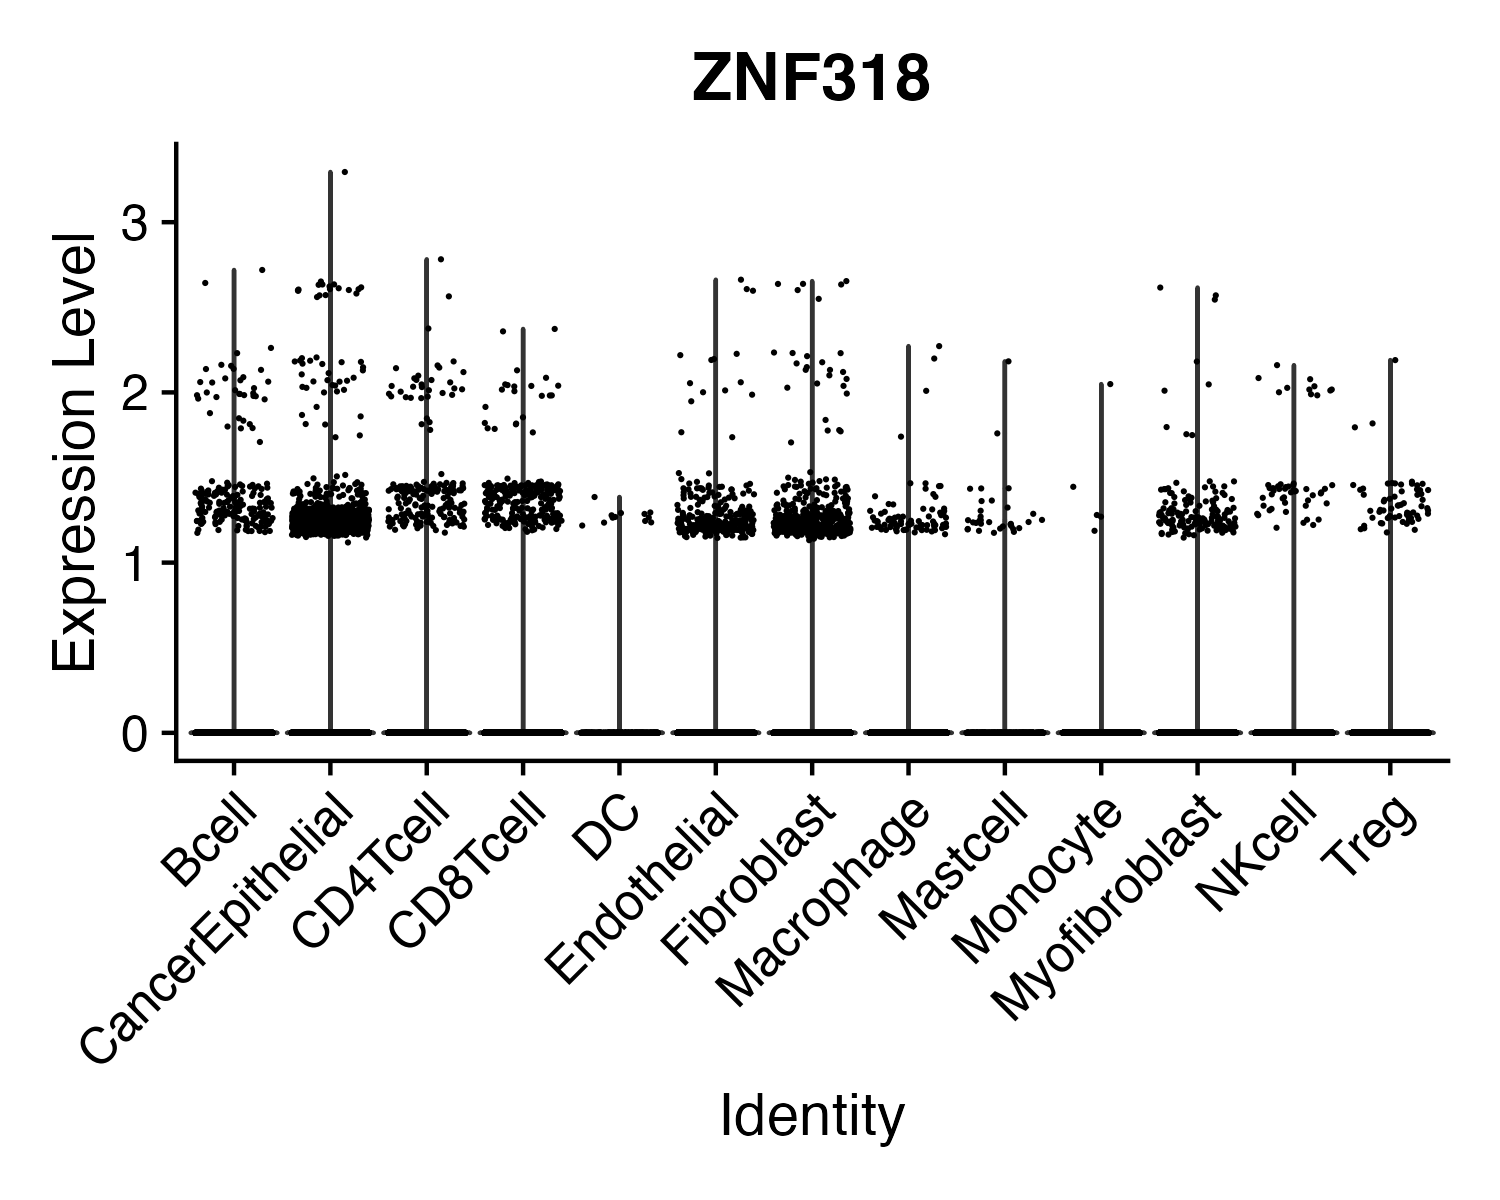 ZNF318
Expression Level
3
2
1
0
Bcell
CancerEpithelial
CD4Tcell
CD8Tcell
DC
Endothelial
Fibroblast
Macrophage
Mastcell
Monocyte
Myofibroblast
NKcell
Treg
Identity